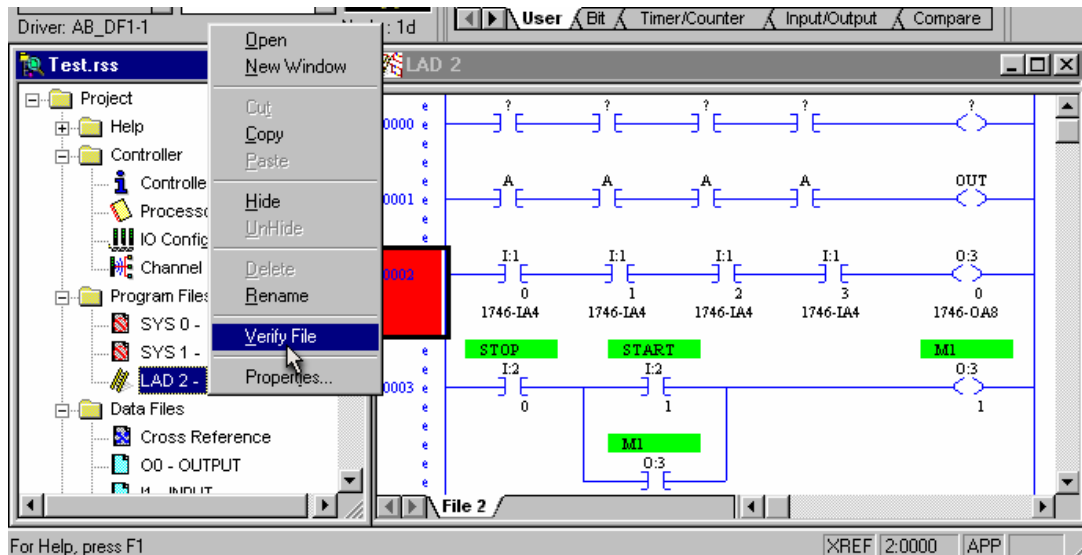 Driver: AB_DF1-1
: 1d
User
Bit
Timer/Counter
Input/Output
Compare
Test.rss
Project
Help
Controller
Controlle
IO Config
Channel
Program Files
SYS 0 -
SYS 1 -
LAD 2 -
Data Files
Cross Reference
O0 - OUTPUT
I1 - INPUT
Open
New Window
Cut
Copy
Paste
Hide
UnHide
Delete
Rename
Verify File
Properties...
LAD 2
e
? ? ? ? ?
0000 e
e
e
A A A A OUT
0001 e
e
e
I:1 I:1 I:1 I:1 O:3
0002
0 1 2 3 0
1746-IA4 1746-IA4 1746-IA4 1746-IA4 1746-OA8
e
STOP START M1
I:2 I:2 O:3
0003 e
0 1 1
e
e
M1
e
O:3
e
e
File 2
For Help, press F1
XREF 2:0000 APP